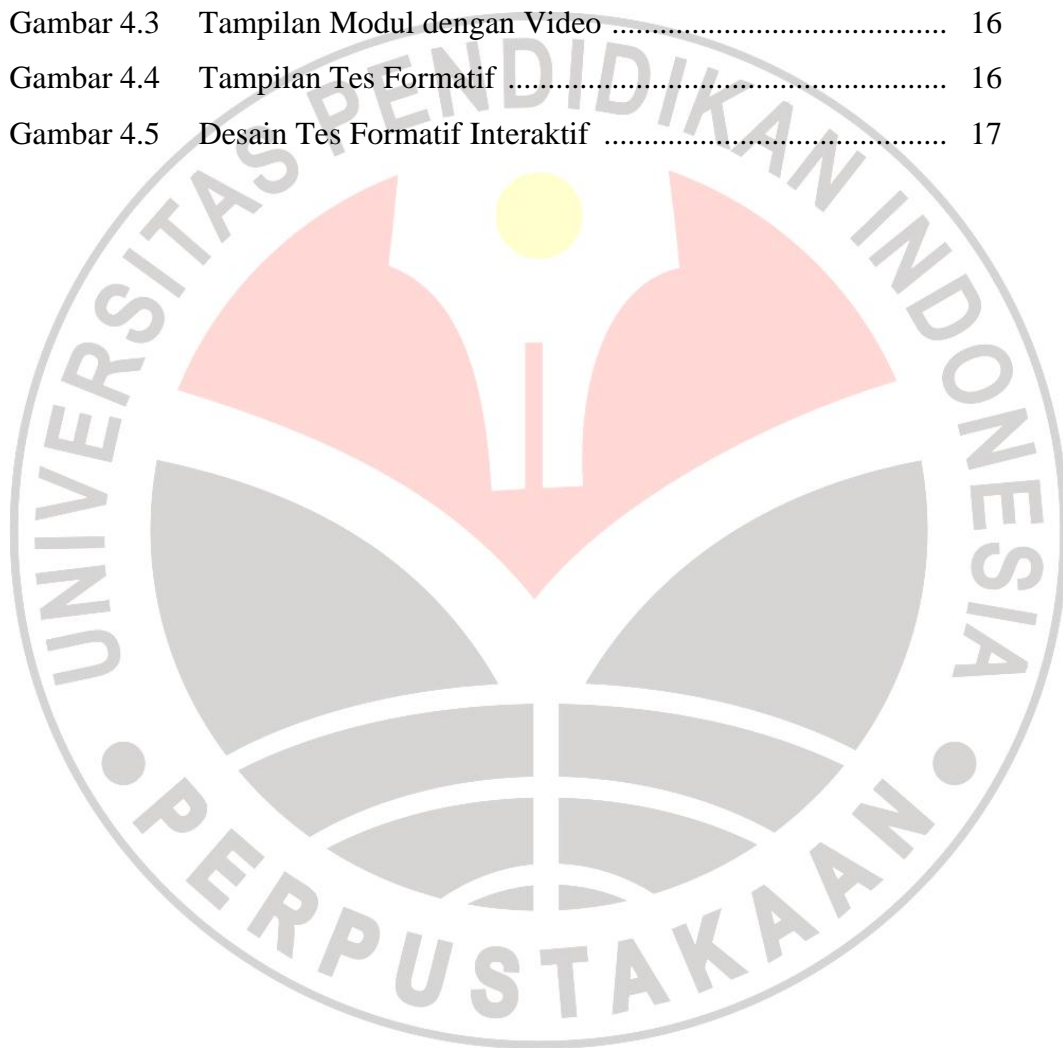 Gambar 4.3 Tampilan Modul dengan Video ........................................ 16
Gambar 4.4 Tampilan Tes Formatif .................................................... 16
Gambar 4.5 Desain Tes Formatif Interaktif ......................................... 17
UNIVERSITAS PENDIDIKAN INDONESIA
PERPUSTAKAAN